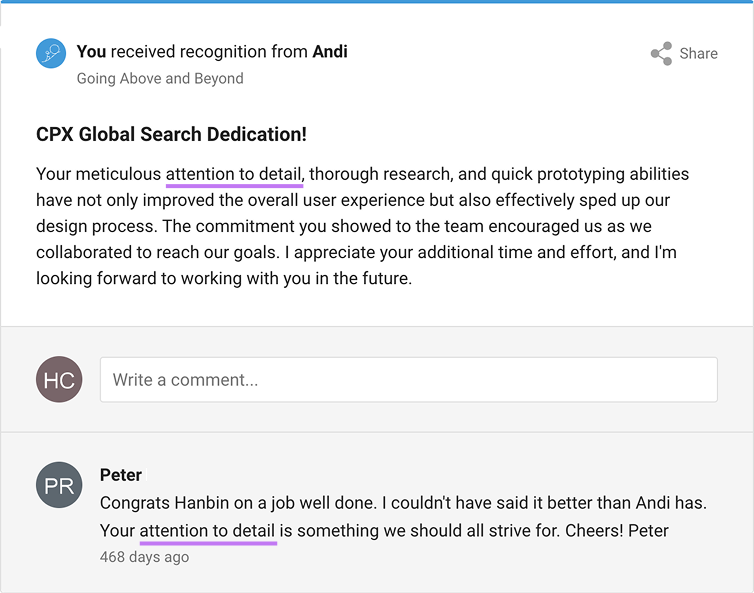 You received recognition from Andi
Share
Going Above and Beyond
CPX Global Search Dedication!
Your meticulous attention to detail, thorough research, and quick prototyping abilities
have not only improved the overall user experience but also effectively sped up our
design process. The commitment you showed to the team encouraged us as we
collaborated to reach our goals. I appreciate your additional time and effort, and I'm
looking forward to working with you in the future.
HC
Write a comment...
PR
Peter
Congrats Hanbin on a job well done. I couldn't have said it better than Andi has.
Your attention to detail is something we should all strive for. Cheers! Peter
468 days ago